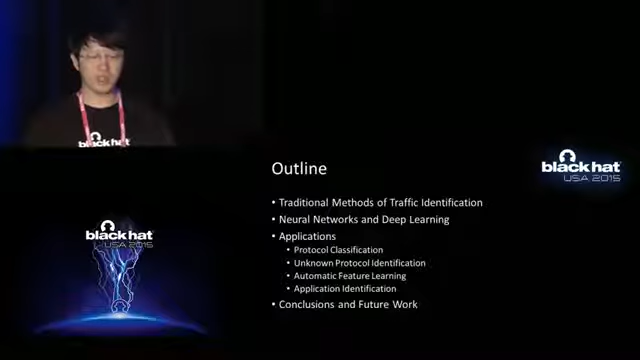 black hat
Outline
black hat
USA 2015
• Traditional Methods of Traffic Identification
• Neural Networks and Deep Learning
black hat
USA 2015
• Applications
• Protocol Classification
• Unknown Protocol Identification
• Automatic Feature Learning
• Application Identification
• Conclusions and Future Work